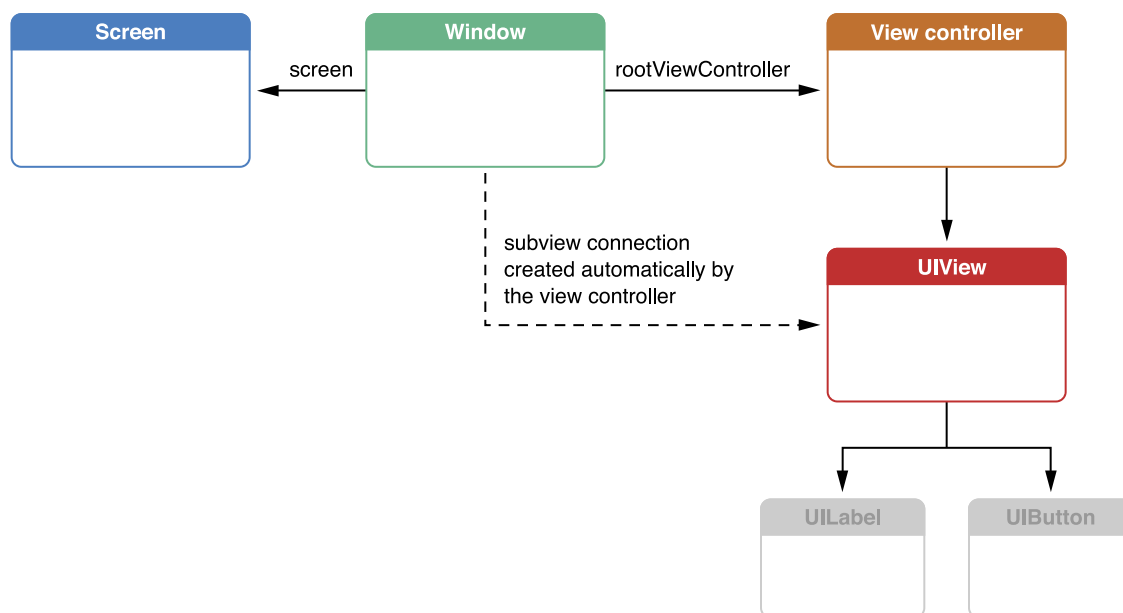 Screen
Window
View controller
screen
rootViewController
subview connection
created automatically by
the view controller
UIView
UILabel
UIButton